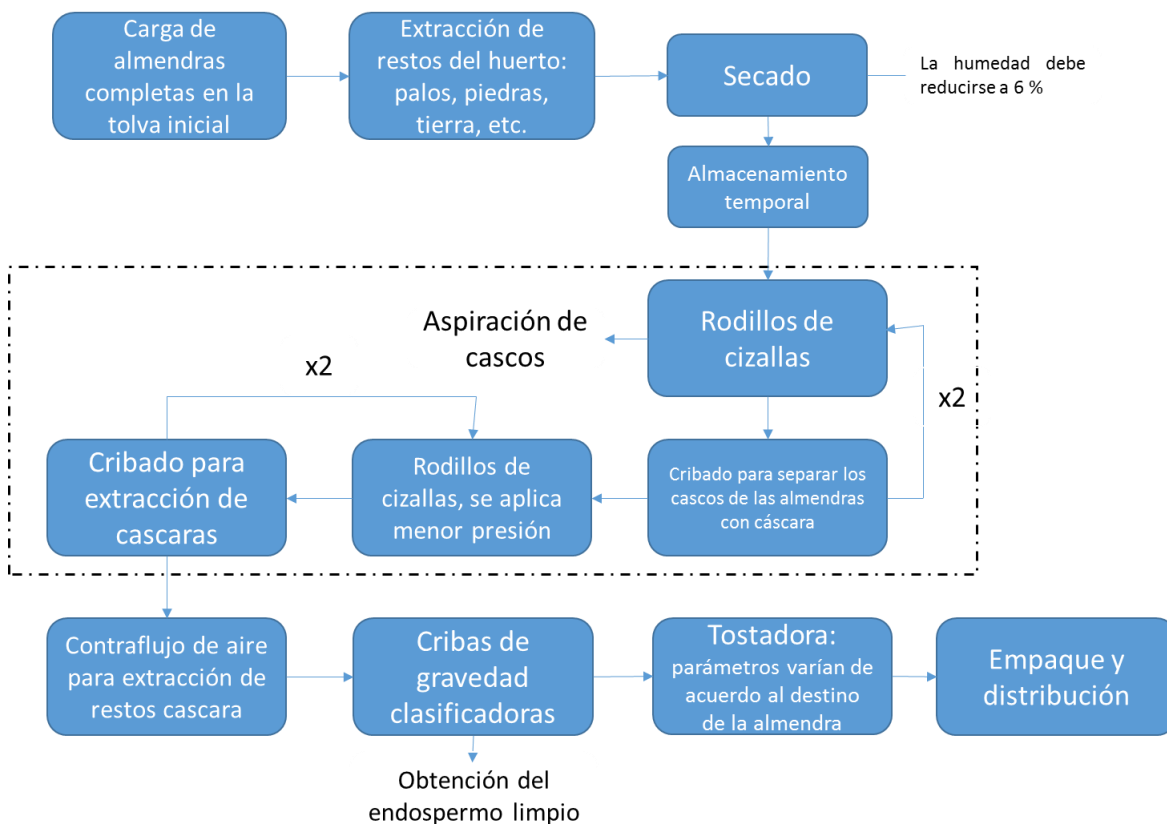 Carga de
almendras
completas en la
tolva inicial
Extracción de
restos del huerto:
palos, piedras,
tierra, etc.
Secado
La humedad debe
reducirse a 6 %
Almacenamiento
temporal
Rodillos de
cizallas
Aspiración de
cascos
x2
x2
Cribado para separar los
cascos de las almendras
con cáscara
Rodillos de
cizallas, se aplica
menor presión
Cribado para
extracción de
cascaras
Contraflujo de aire
para extracción de
restos cascara
Cribas de
gravedad
clasificadoras
Obtención del
endospermo limpio
Tostadora:
parámetros varían de
acuerdo al destino
de la almendra
Empaque y
distribución